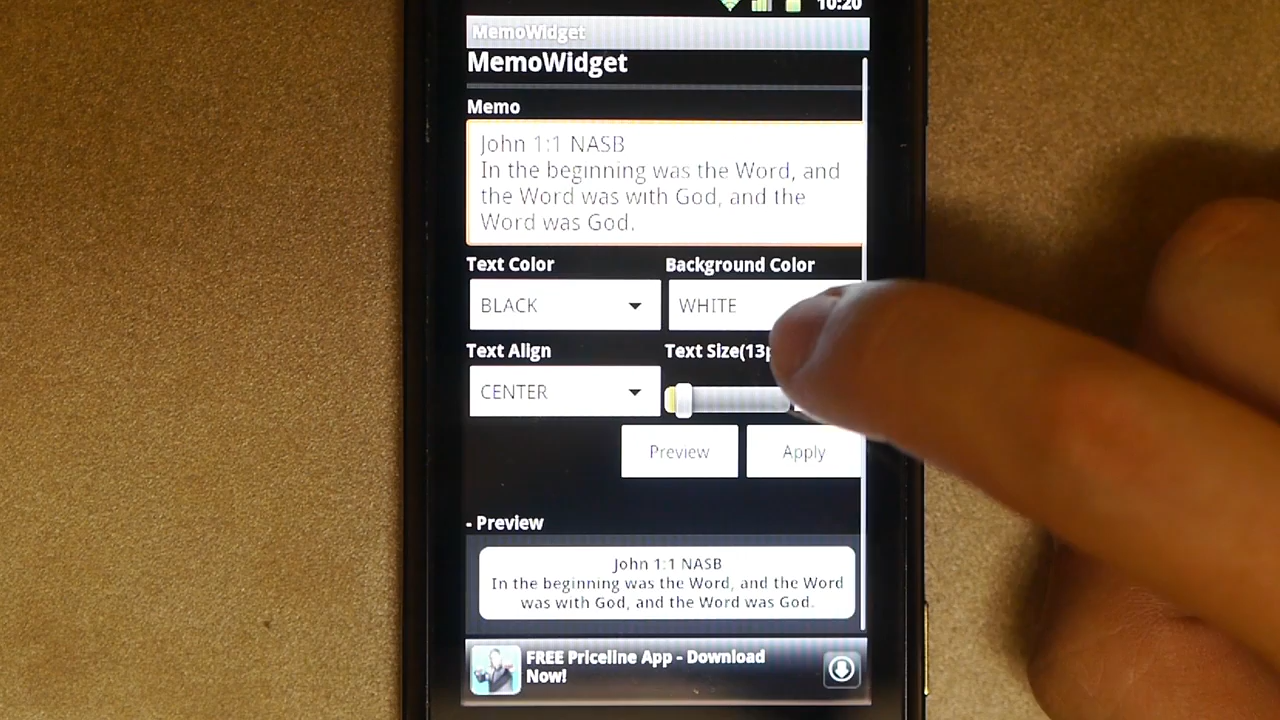 10:20
MemoWidget
MemoWidget
Memo
John 1:1 NASB
In the beginning was the Word, and
the Word was with God, and the
Word was God.
Text Color
Background Color
BLACK
WHITE
Text Align
Text Size(13p
CENTER
Preview
Apply
- Preview
John 1:1 NASB
In the beginning was the Word, and the Word
was with God, and the Word was God.
FREE Priceline App - Download
Now!